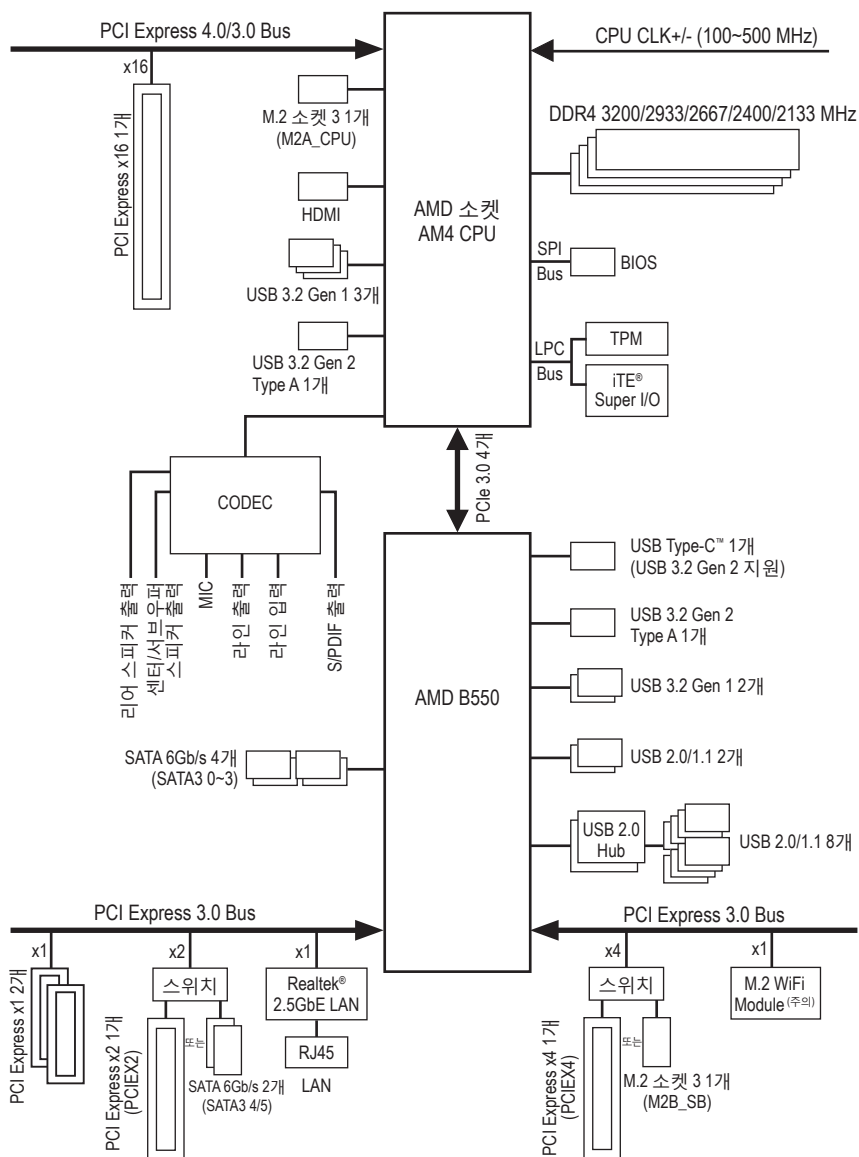 PCI Express 4.0/3.0 Bus
CPU CLK+/- (100~500 MHz)
x16
PCI Express x16 1개
M.2 소켓 3 1개
(M2A_CPU)
DDR4 3200/2933/2667/2400/2133 MHz
HDMI
AMD 소켓
AM4 CPU
USB 3.2 Gen 1 3개
SPI
Bus
BIOS
USB 3.2 Gen 2
Type A 1개
LPC
Bus
TPM
iTE®
Super I/O
PCIe 3.0 4개
CODEC
리어 스피커 출력
센터/서브우퍼
스피커 출력
MIC
라인 출력
라인 입력
S/PDIF 출력
AMD B550
USB Type-C™ 1개
(USB 3.2 Gen 2 지원)
USB 3.2 Gen 2
Type A 1개
USB 3.2 Gen 1 2개
SATA 6Gb/s 4개
(SATA3 0~3)
USB 2.0/1.1 2개
USB 2.0
Hub
USB 2.0/1.1 8개
PCI Express 3.0 Bus
x1
x2
x1
PCI Express x1 2개
스위치
PCI Express x2 1개
(PCIEX2)
또는
SATA 6Gb/s 2개
(SATA3 4/5)
Realtek®
2.5GbE LAN
RJ45
LAN
PCI Express 3.0 Bus
x4
x1
스위치
PCI Express x4 1개
(PCIEX4)
또는
M.2 소켓 3 1개
(M2B_SB)
M.2 WiFi
Module (주의)